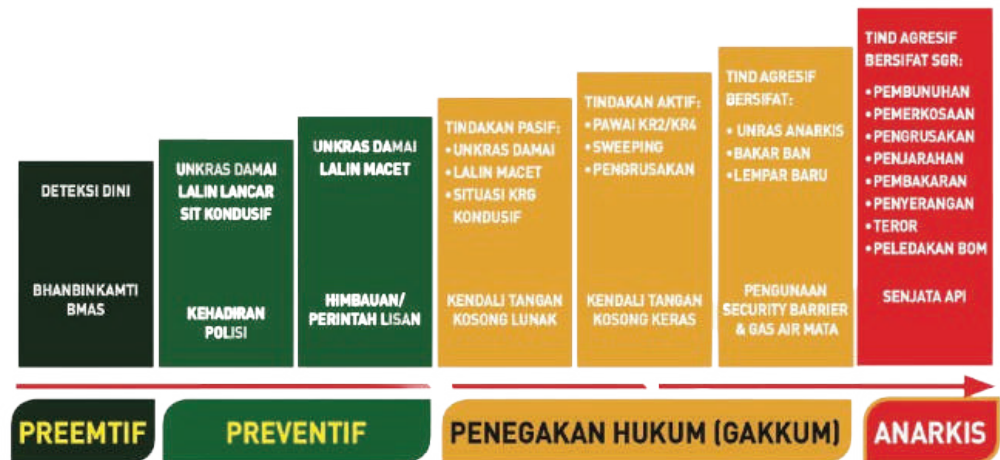 DETEKSI DINI
BHANBINKAMTI
BMAS
UNKRAS DAMAI
LALIN LANCAR
SIT KONDUSIF
KEHADIRAN
POLISI
UNKRAS DAMAI
LALIN MACET
HIMBAUAN/
PERINTAH LISAN
TINDAKAN PASIF:
• UNKRAS DAMAI
• LALIN MACET
• SITUASI KRG
KONDUSIF
KENDALI TANGAN
KOSONG LUNAK
TINDAKAN AKTIF:
• PAWAI KR2/KR4
• SWEEPING
• PENGRUSAKAN
KENDALI TANGAN
KOSONG KERAS
TIND AGRESIF
BERSIFAT:
• UNRAS ANARKIS
• BAKAR BAN
• LEMPAR BARU
PENGUNAAN
SECURITY BARRIER
& GAS AIR MATA
TIND AGRESIF
BERSIFAT SGR:
• PEMBUNUHAN
• PEMERKOSAAN
• PENGRUSAKAN
• PENJARAHAN
• PEMBAKARAN
• PENYERANGAN
• TEROR
• PELEDAKAN BOM
SENJATA API
PREEMTIF
PREVENTIF
PENEGAKAN HUKUM (GAKKUM)
ANARKIS